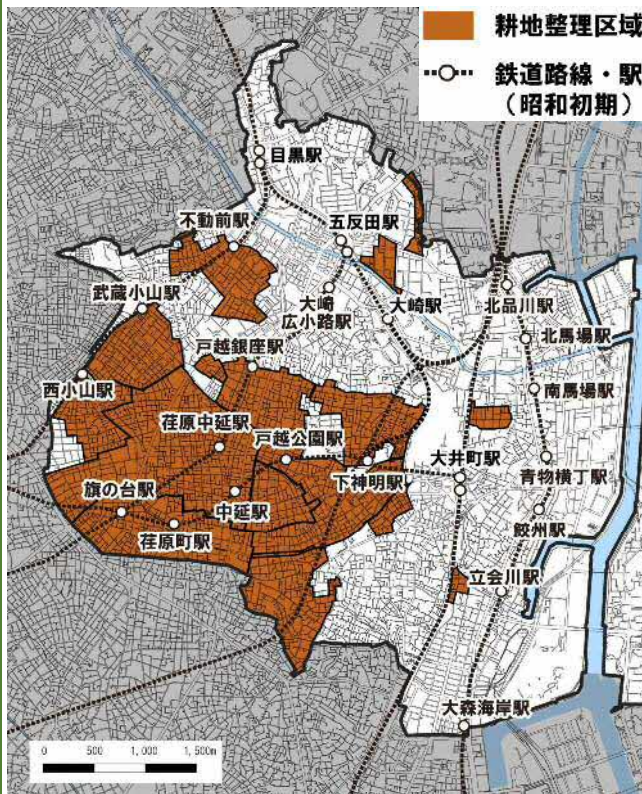 耕地整理区域
鉄道路線・駅
（昭和初期）
目黒駅
不動前駅
五反田駅
武蔵小山駅
大崎
広小路駅
大崎駅
北品川駅
北馬場駅
戸越銀座駅
西小山駅
南馬場駅
荏原中延駅
戸越公園駅
大井町駅
青物横丁駅
下神明駅
旗の台駅
中延駅
鮫州駅
荏原町駅
立会川駅
大森海岸駅
0 500 1,000 1,500m